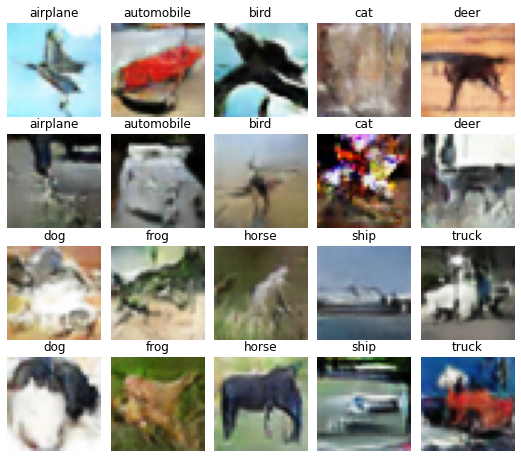 airplane automobile bird cat deer
airplane automobile bird cat deer
dog frog horse ship truck
dog frog horse ship truck